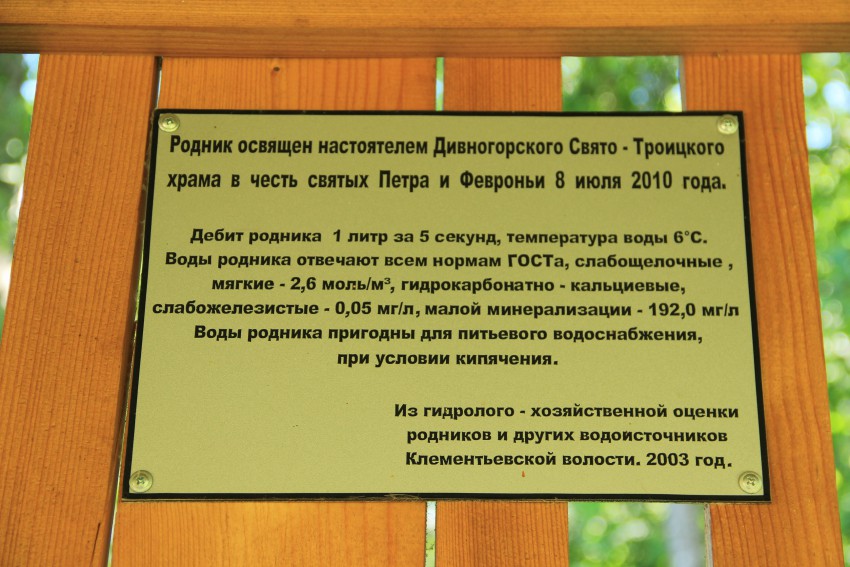 Родник освящен настоятелем Дивногорского Свято - Троицкого
храма в честь святых Петра и Февроньи 8 июля 2010 года.
Дебит родника 1 литр за 5 секунд, температура воды 6°С.
Воды родника отвечают всем нормам ГОСТа, слабощелочные ,
мягкие - 2,6 моль/м³, гидрокарбонатно - кальциевые,
слабожелезистые - 0,05 мг/л, малой минерализации - 192,0 мг/л
Воды родника пригодны для питьевого водоснабжения,
при условии кипячения.
Из гидролого - хозяйственной оценки
родников и других водоисточников
Клементьевской волости. 2003 год.